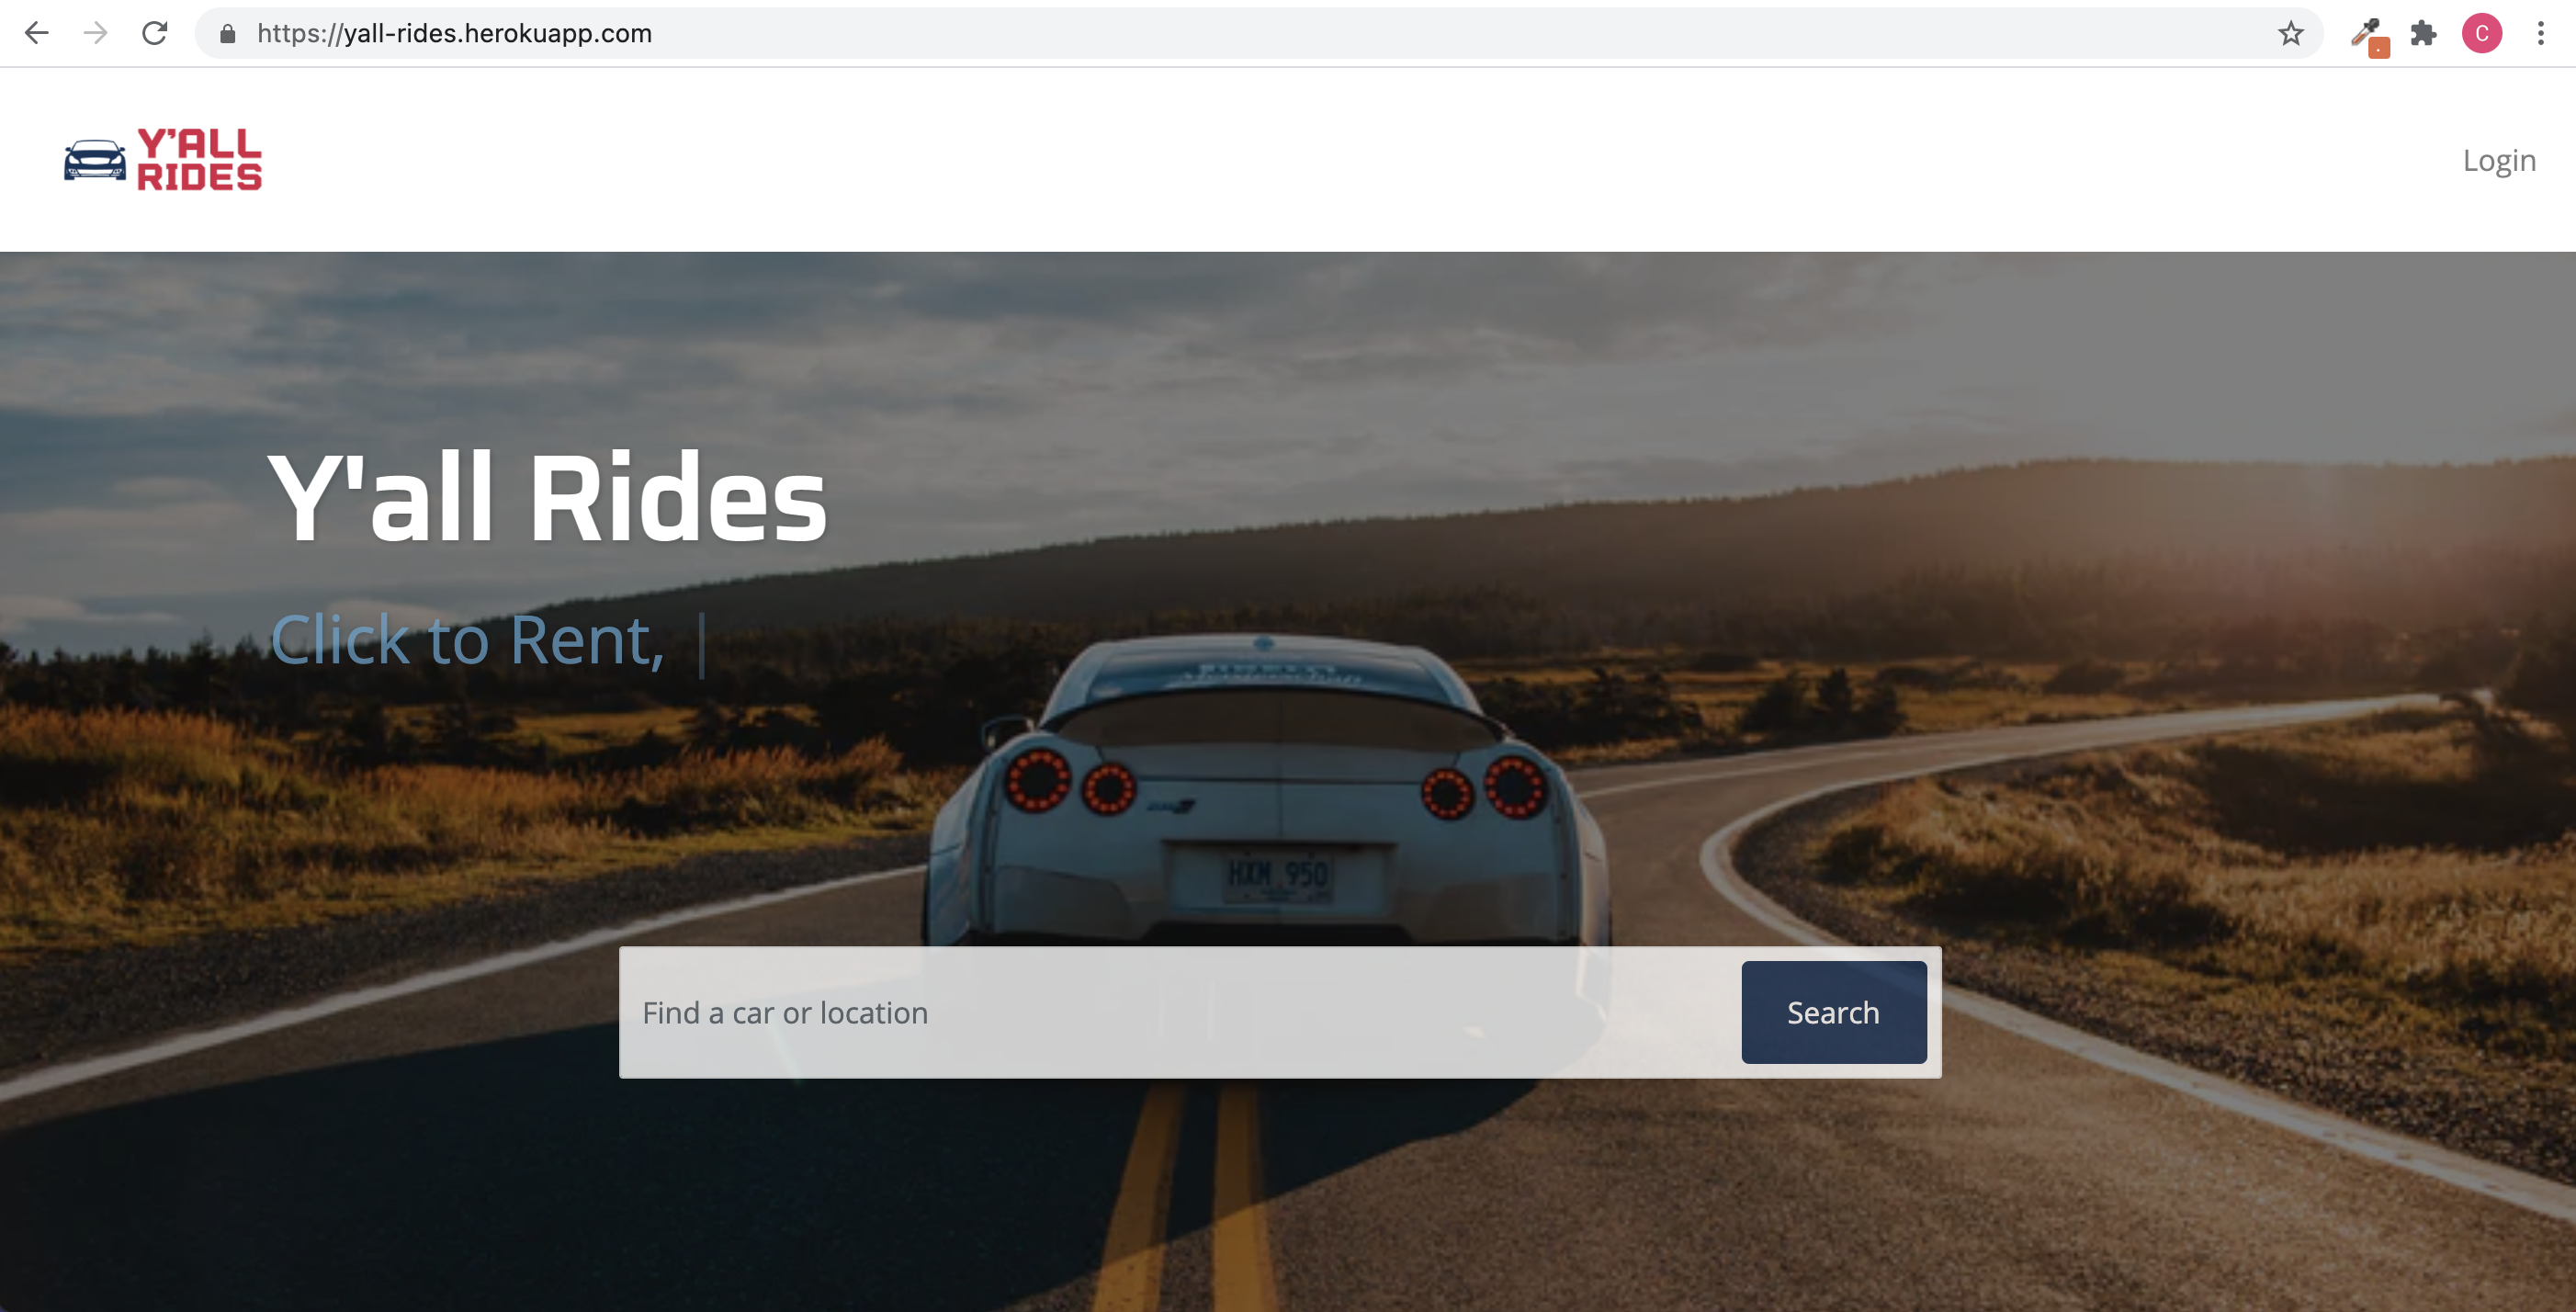 https://yall-rides.herokuapp.com
C
Y'ALL
RIDES
Login
Y'all Rides
Click to Rent,
HXM 950
Find a car or location
Search